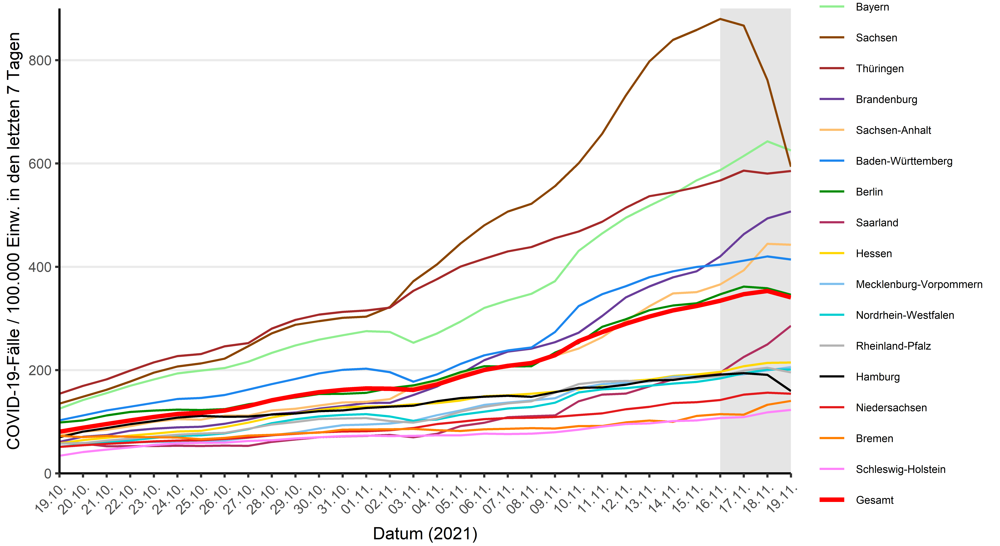 COVID-19-Fälle / 100.000 Einw. in den letzten 7 Tagen
800
600
400
200
0
19.10.
20.10.
21.10.
22.10.
23.10.
24.10.
25.10.
26.10.
27.10.
28.10.
29.10.
30.10.
31.10.
01.11.
02.11.
03.11.
04.11.
05.11.
06.11.
07.11.
08.11.
09.11.
10.11.
11.11.
12.11.
13.11.
14.11.
15.11.
16.11.
17.11.
18.11.
19.11.
Datum (2021)
Bayern
Sachsen
Thüringen
Brandenburg
Sachsen-Anhalt
Baden-Württemberg
Berlin
Saarland
Hessen
Mecklenburg-Vorpommern
Nordrhein-Westfalen
Rheinland-Pfalz
Hamburg
Niedersachsen
Bremen
Schleswig-Holstein
Gesamt